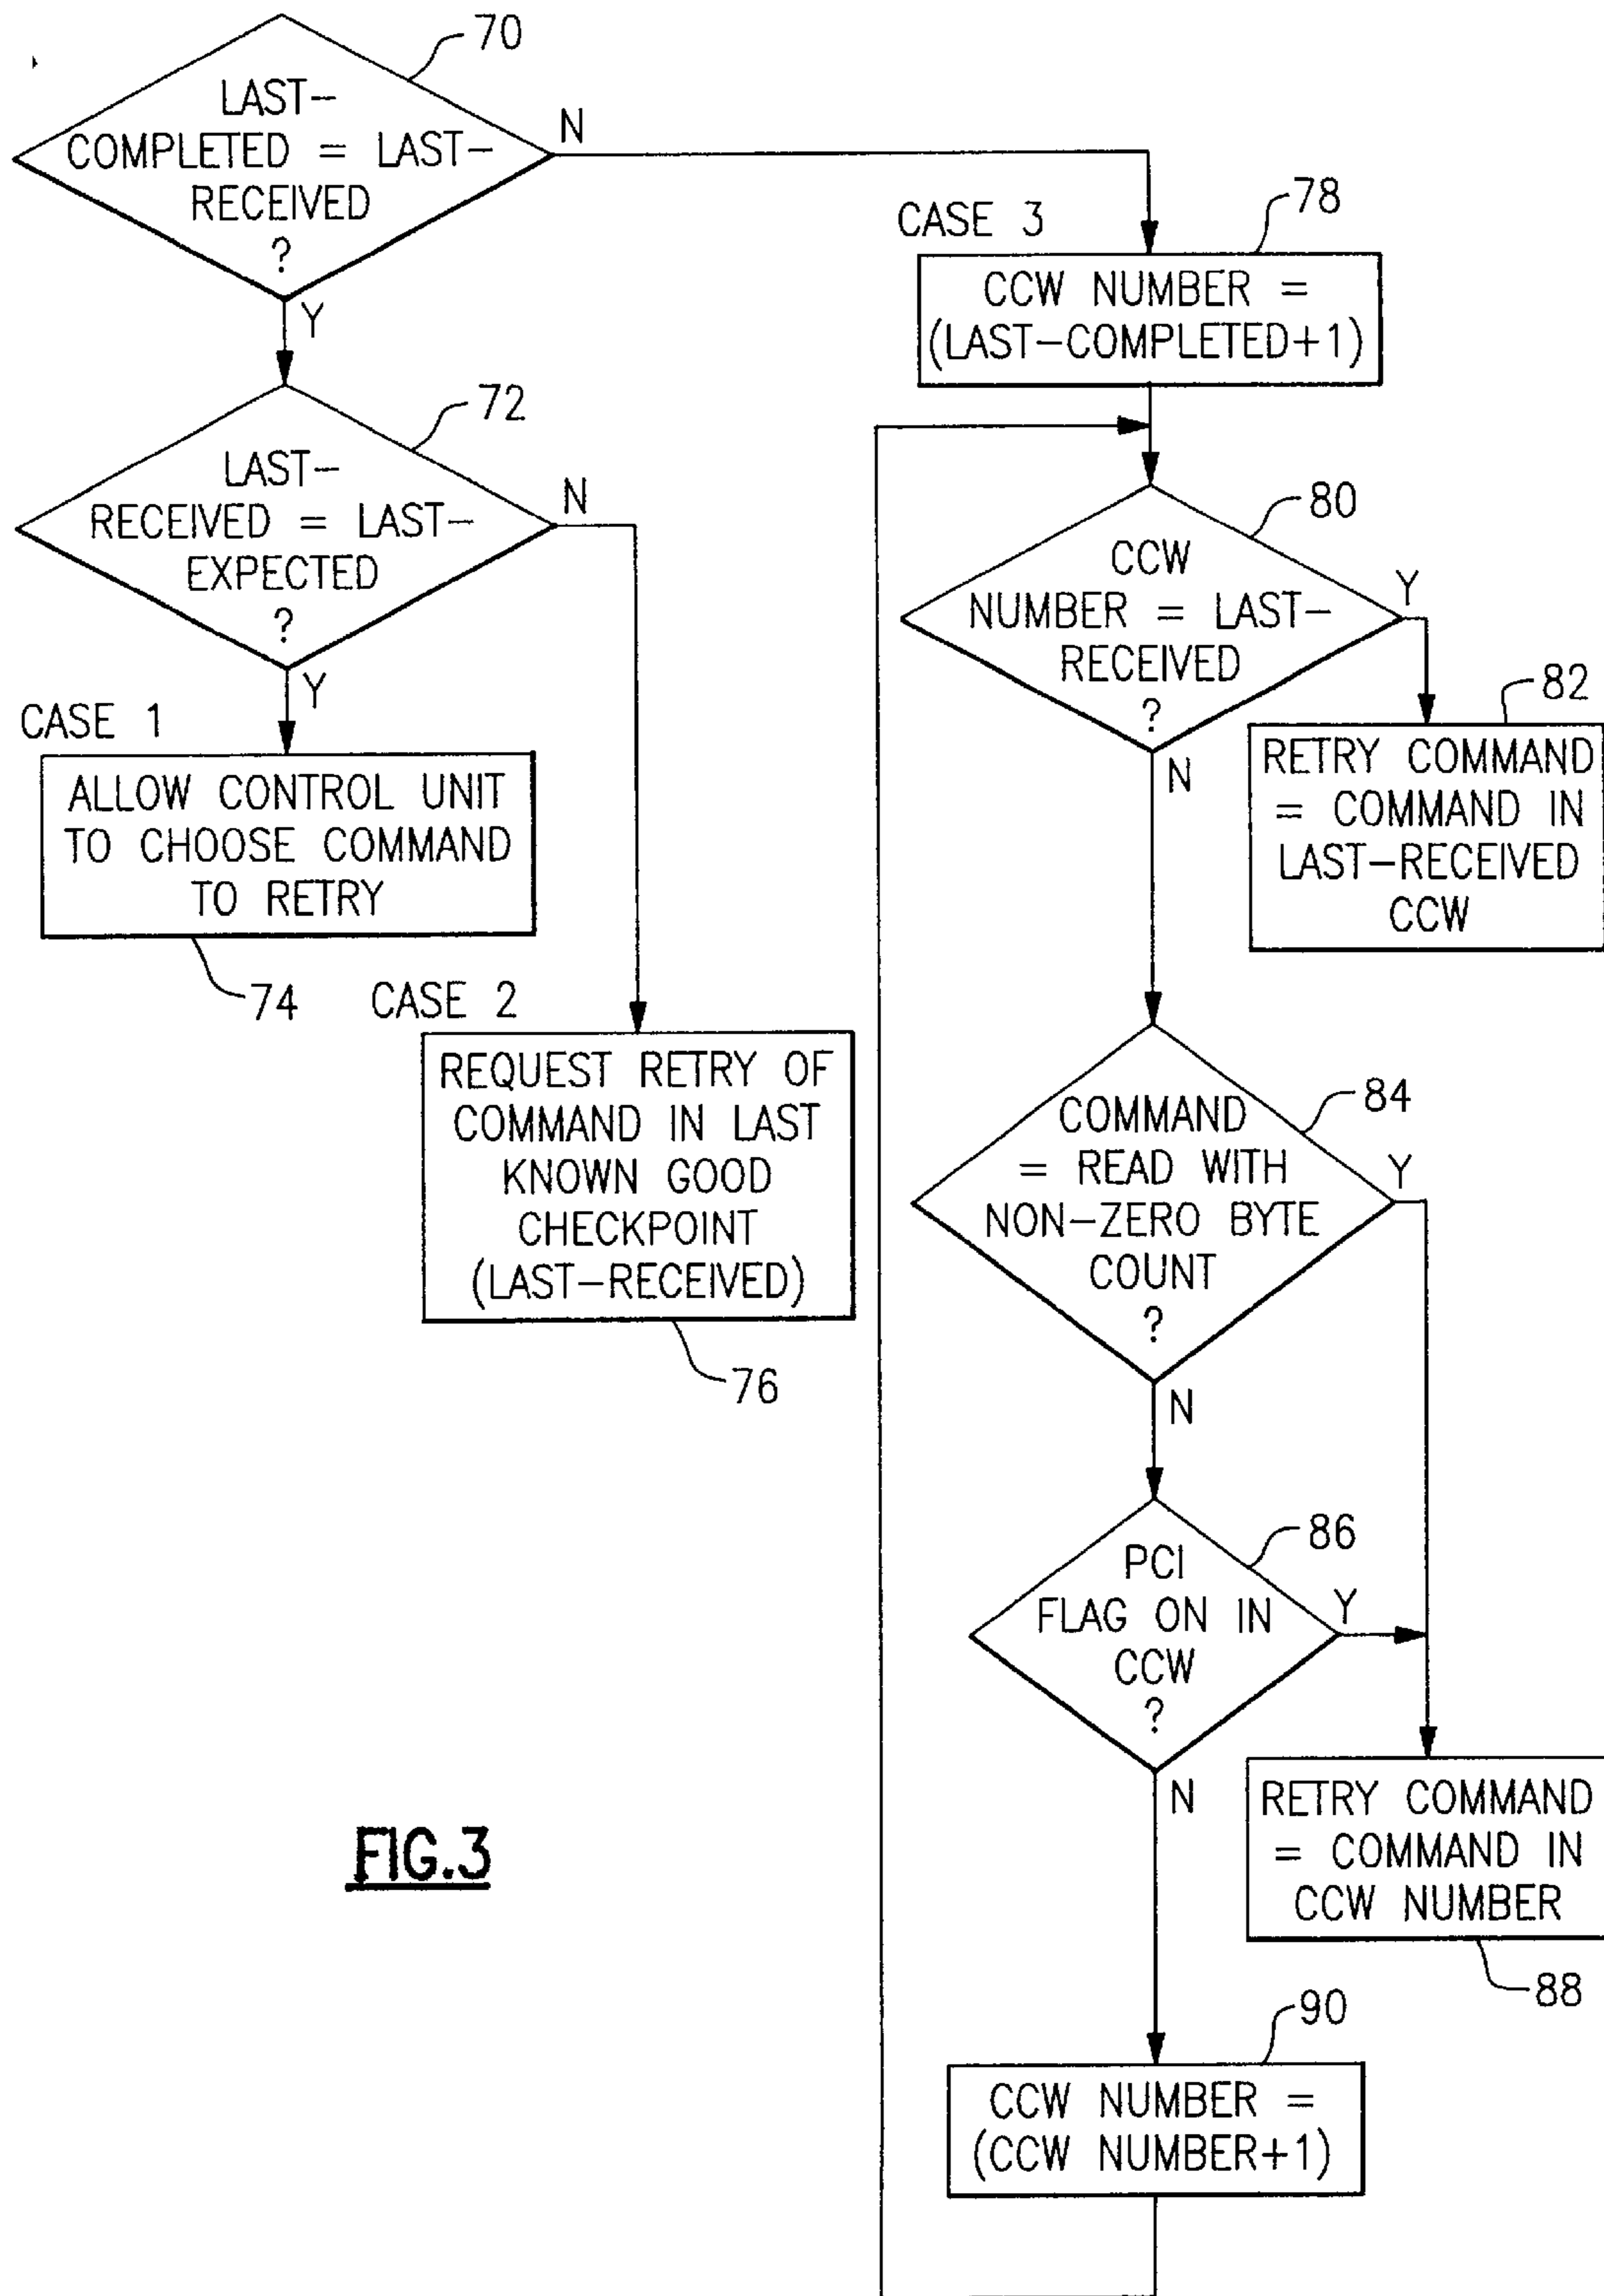 70
LAST-
COMPLETED = LAST-
RECEIVED
?
N
Y
72
LAST-
RECEIVED = LAST-
EXPECTED
?
N
Y
CASE 1
ALLOW CONTROL UNIT
TO CHOOSE COMMAND
TO RETRY
74
CASE 2
REQUEST RETRY OF
COMMAND IN LAST
KNOWN GOOD
CHECKPOINT
(LAST-RECEIVED)
76
CASE 3
78
CCW NUMBER =
(LAST-COMPLETED+1)
80
CCW
NUMBER = LAST-
RECEIVED
?
Y
N
82
RETRY COMMAND
= COMMAND IN
LAST-RECEIVED
CCW
84
COMMAND
= READ WITH
NON-ZERO BYTE
COUNT
?
Y
N
86
PCI
FLAG ON IN
CCW
?
Y
N
RETRY COMMAND
= COMMAND IN
CCW NUMBER
88
90
CCW NUMBER =
(CCW NUMBER+1)
FIG.3